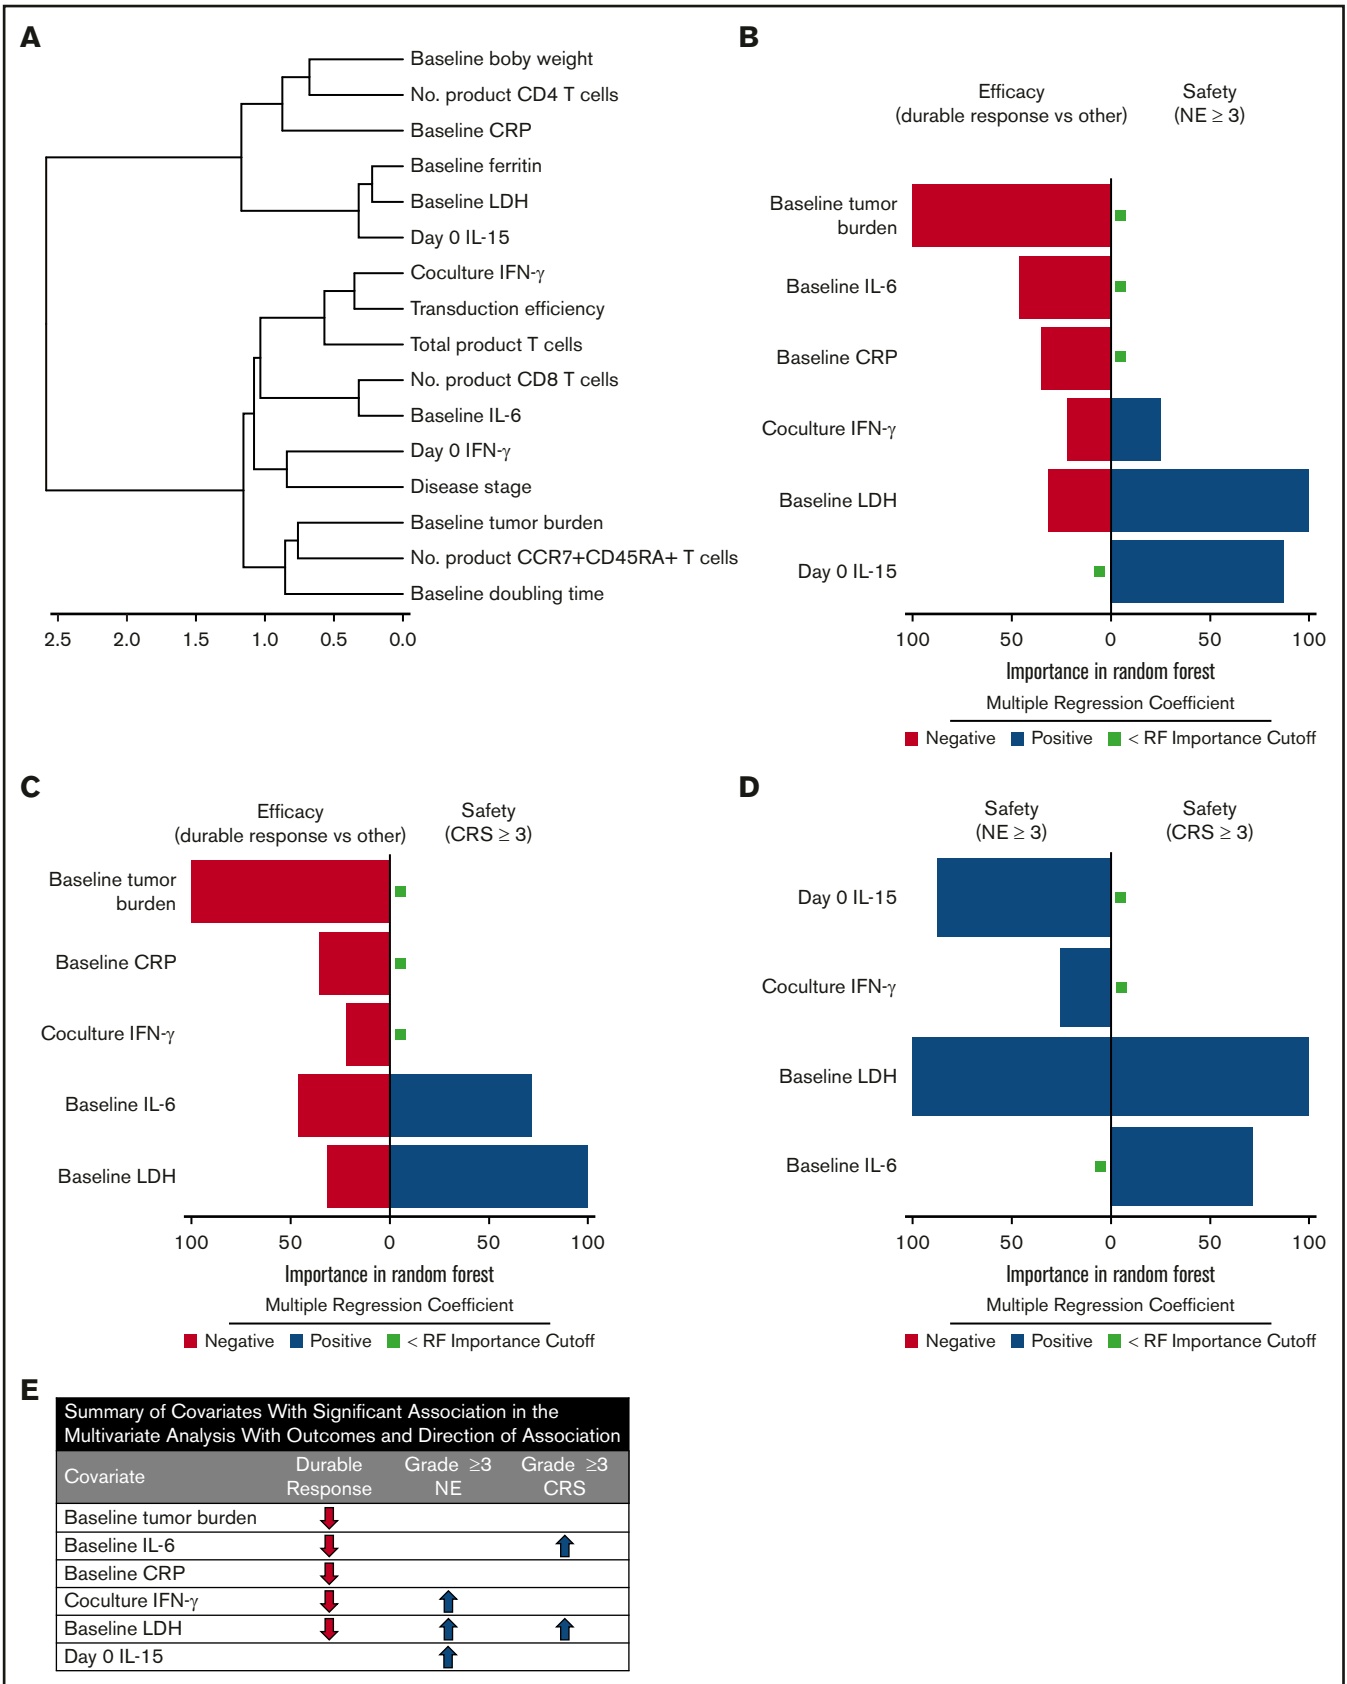 A
Baseline boby weight
No. product CD4 T cells
Baseline CRP
Baseline ferritin
Baseline LDH
Day 0 IL-15
Coculture IFN-γ
Transduction efficiency
Total product T cells
No. product CD8 T cells
Baseline IL-6
Day 0 IFN-γ
Disease stage
Baseline tumor burden
No. product CCR7+CD45RA+ T cells
Baseline doubling time
2.5 2.0 1.5 1.0 0.5 0.0
B
Efficacy
(durable response vs other)
Safety
(NE ≥ 3)
Baseline tumor
burden
Baseline IL-6
Baseline CRP
Coculture IFN-γ
Baseline LDH
Day 0 IL-15
100 50 0 50 100
Importance in random forest
Multiple Regression Coefficient
Negative Positive < RF Importance Cutoff
C
Efficacy
(durable response vs other)
Safety
(CRS ≥ 3)
Baseline tumor
burden
Baseline CRP
Coculture IFN-γ
Baseline IL-6
Baseline LDH
100 50 0 50 100
Importance in random forest
Multiple Regression Coefficient
Negative Positive < RF Importance Cutoff
D
Safety
(NE ≥ 3)
Safety
(CRS ≥ 3)
Day 0 IL-15
Coculture IFN-γ
Baseline LDH
Baseline IL-6
100 50 0 50 100
Importance in random forest
Multiple Regression Coefficient
Negative Positive < RF Importance Cutoff
E
Summary of Covariates With Significant Association in the
Multivariate Analysis With Outcomes and Direction of Association
Covariate
Durable
Response
Grade ≥3
NE
Grade ≥3
CRS
Baseline tumor burden
Baseline IL-6
Baseline CRP
Coculture IFN-γ
Baseline LDH
Day 0 IL-15